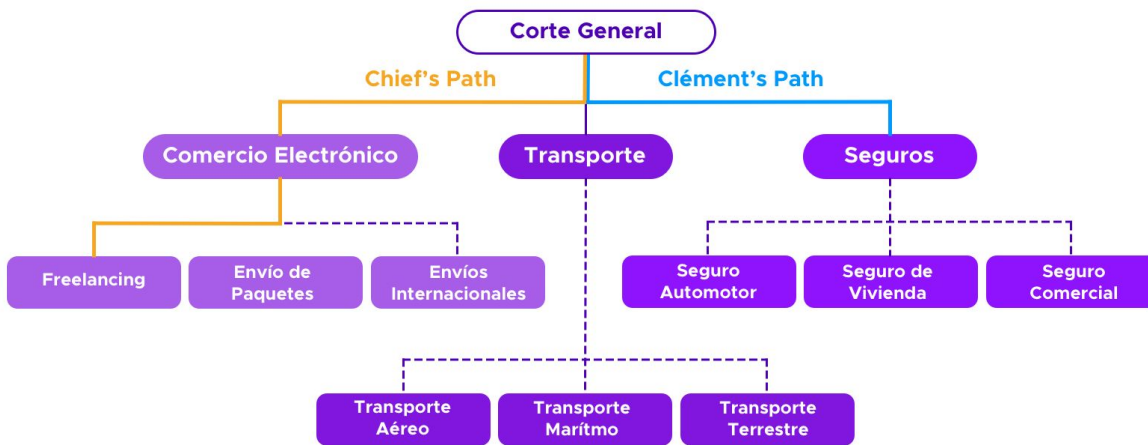 Corte General
Chief's Path
Clément's Path
Comercio Electrónico
Transporte
Seguros
Freelancing
Envío de
Paquetes
Envíos
Internacionales
Seguro
Automotor
Seguro de
Vivienda
Seguro
Comercial
Transporte
Aéreo
Transporte
Marítmo
Transporte
Terrestre